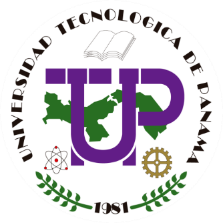 UNIVERSIDAD TECNOLOGICA DE PANAMA
UTP
1981